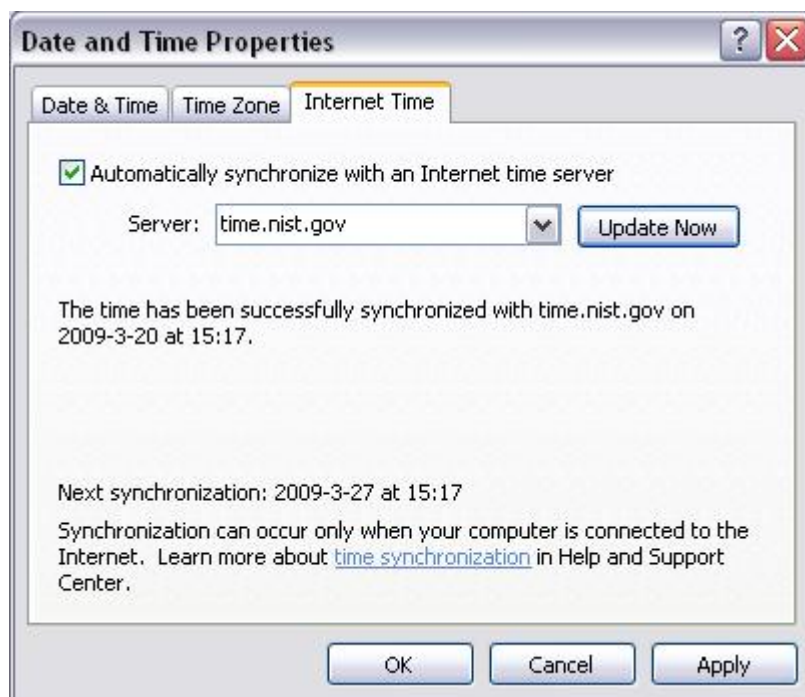 Date and Time Properties
Date & Time Time Zone Internet Time
Automatically synchronize with an Internet time server
Server: time.nist.gov Update Now
The time has been successfully synchronized with time.nist.gov on
2009-3-20 at 15:17.
Next synchronization: 2009-3-27 at 15:17
Synchronization can occur only when your computer is connected to the
Internet. Learn more about time synchronization in Help and Support
Center.
OK Cancel Apply